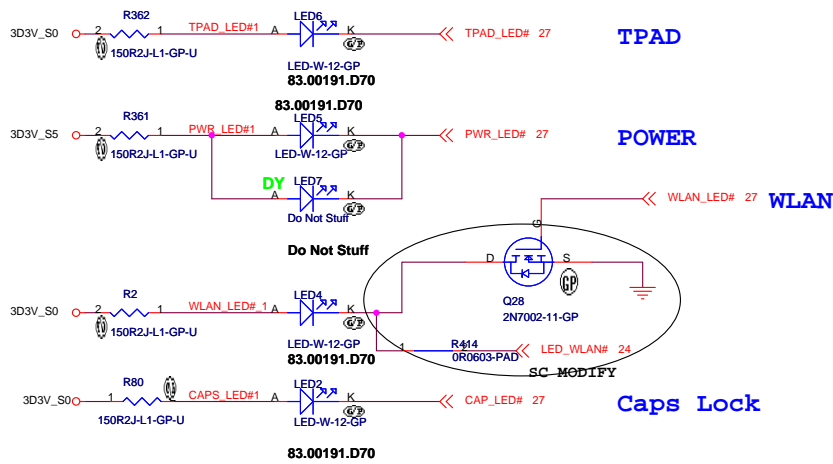 R362
LED6
3D3V_S0 2 1 TPAD_LED#1 A K TPAD_LED# 27 TPAD
G/P
150R2J-L1-GP-U
LED-W-12-GP
83.00191.D70
83.00191.D70
R361
LED5
3D3V_S5 2 1 PWR_LED#1 A K PWR_LED# 27 POWER
G/P
150R2J-L1-GP-U
LED-W-12-GP
DY
LED7
A K
G/P
Do Not Stuff
WLAN_LED# 27 WLAN
G
Do Not Stuff
D S
GP
Q28
2N7002-11-GP
R2
LED4
3D3V_S0 2 1 WLAN_LED#_1 A K
G/P
150R2J-L1-GP-U
LED-W-12-GP
83.00191.D70
R414
1 2 LED_WLAN# 24
0R0603-PAD
SC MODIFY
R80
LED2
3D3V_S0 1 CAPS_LED#1 A K CAP_LED# 27 Caps Lock
G/P
150R2J-L1-GP-U
LED-W-12-GP
83.00191.D70